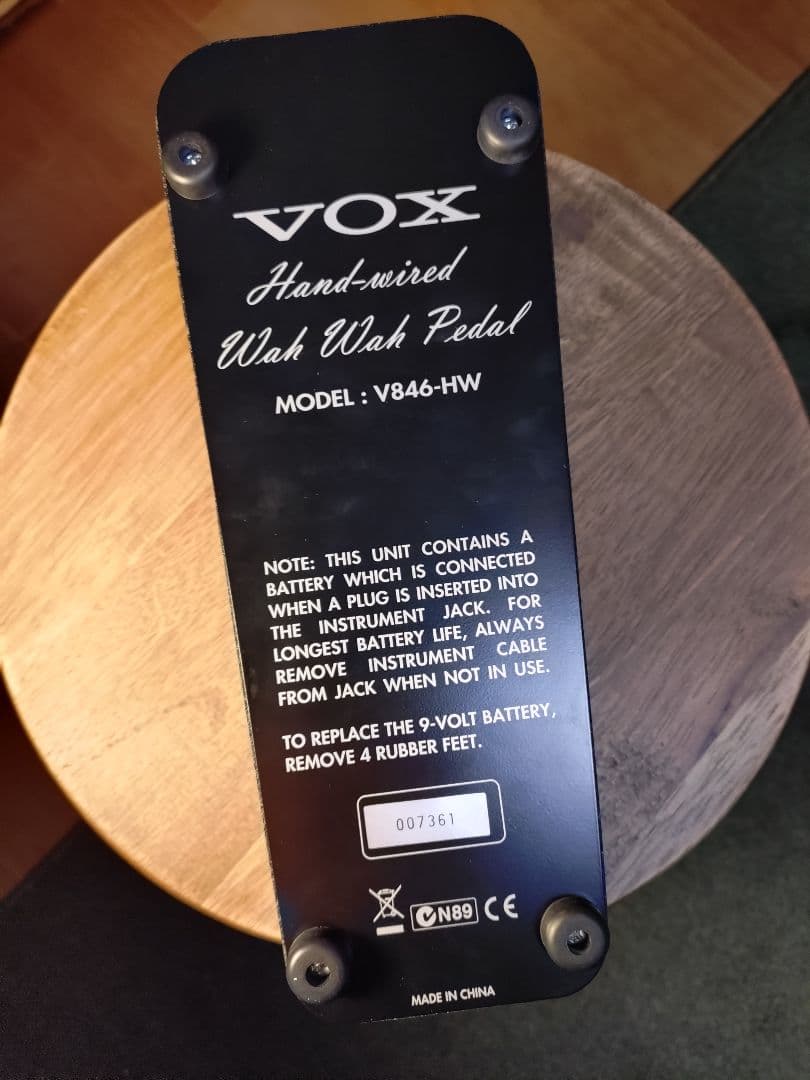 VOX
Hand-wired
Wah Wah Pedal
MODEL : V846-HW
NOTE: THIS UNIT CONTAINS A
BATTERY WHICH IS CONNECTED
WHEN A PLUG IS INSERTED INTO
THE INSTRUMENT JACK. FOR
LONGEST BATTERY LIFE, ALWAYS
REMOVE INSTRUMENT CABLE
FROM JACK WHEN NOT IN USE.
TO REPLACE THE 9-VOLT BATTERY,
REMOVE 4 RUBBER FEET.
007361
N89 CE
MADE IN CHINA